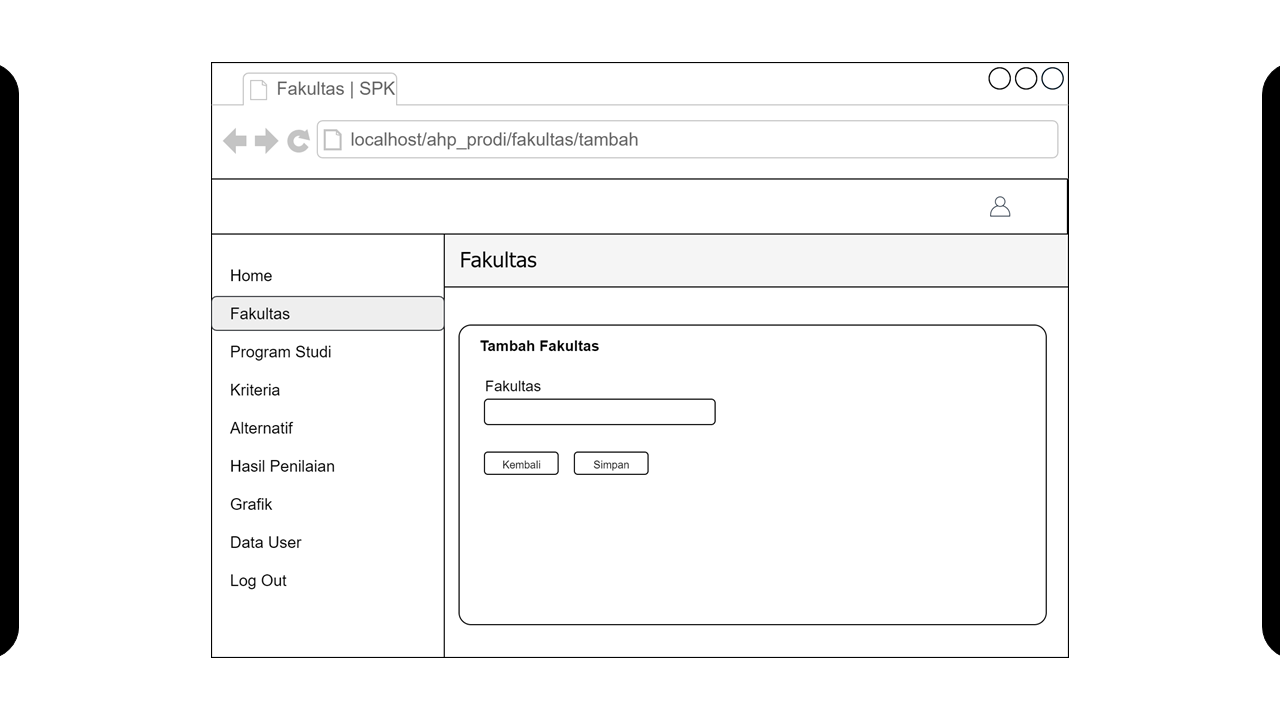 Fakultas | SPK
localhost/ahp_prodi/fakultas/tambah
Home
Fakultas
Program Studi
Kriteria
Alternatif
Hasil Penilaian
Grafik
Data User
Log Out
Fakultas
Tambah Fakultas
Fakultas
Kembali
Simpan